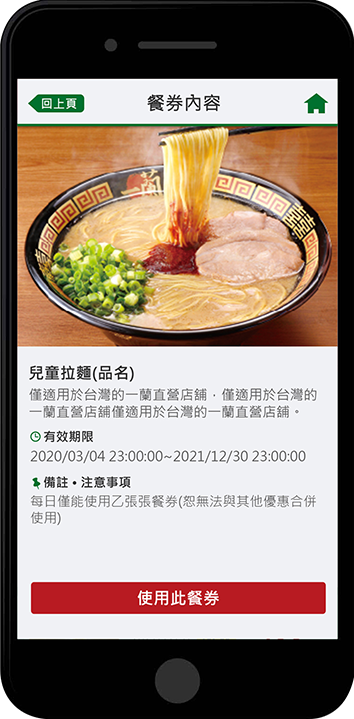 回上頁
餐券內容
一蘭
兒童拉麵(品名)
僅適用於台灣的一蘭直營店舖，僅適用於台灣的
一蘭直營店舖僅適用於台灣的一蘭直營店舖。
有效期限
2020/03/04 23:00:00~2021/12/30 23:00:00
備註•注意事項
每日僅能使用乙張張餐券(恕無法與其他優惠合併
使用)
使用此餐券